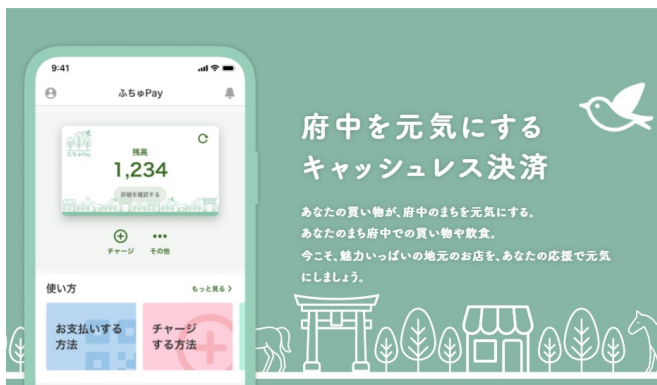 9:41
ふちゅPay
ふちゅPay
残高
1,234
詳細を確認する
チャージ
その他
使い方
もっと見る
お支払いする
方法
チャージ
する方法
府中を元気にする
キャッシュレス決済
あなたの買い物が、府中のまちを元気にする。
あなたのまち府中での買い物や飲食。
今こそ、魅力いっぱいの地元のお店を、あなたの応援で元気
にしましょう。